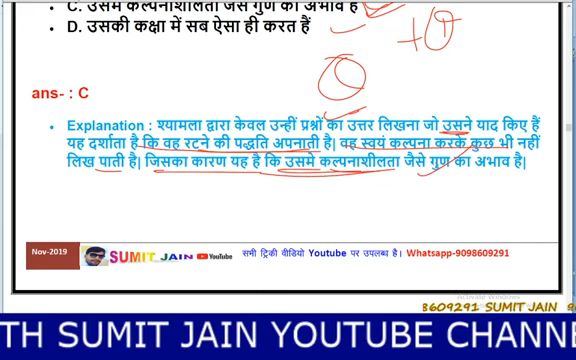 C. उसमें कल्पनाशीलता जैसे गुण का अभाव है
D. उसकी कक्षा में सब ऐसा ही करत हैं
ans- : C
Explanation : श्यामला द्वारा केवल उन्हीं प्रश्नों का उत्तर लिखना जो उसने याद किए हैं
यह दर्शाता है कि वह रटने की पद्धति अपनाती है| वह स्वयं कल्पना करके कुछ भी नहीं
लिख पाती है| जिसका कारण यह है कि उसमे कल्पनाशीलता जैसे गुण का अभाव है|
Nov-2019 SUMIT JAIN YouTube सभी ट्रिकी वीडियो Youtube पर उपलब्ध है। Whatsapp-9098609291
Activate Windows
8609291 SUMIT JAIN
TH SUMIT JAIN YOUTUBE CHANNE